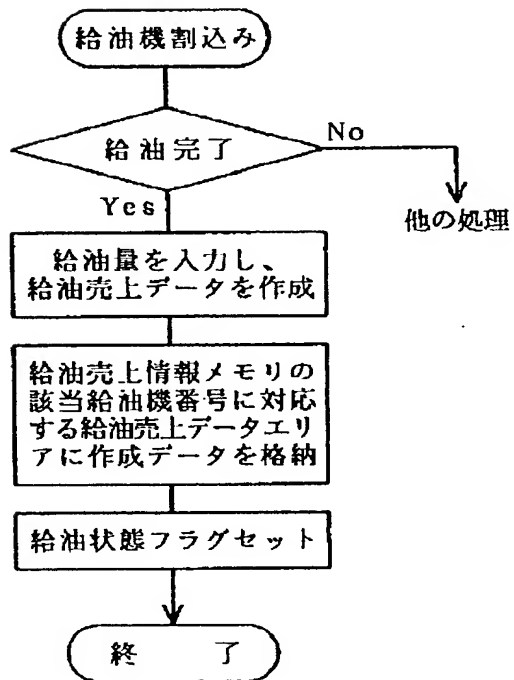 給油機割込み
給油完了
No
Yes
他の処理
給油量を入力し、
給油売上データを作成
給油売上情報メモリの
該当給油機番号に対応
する給油売上データエリ
アに作成データを格納
給油状態フラグセット
終 了